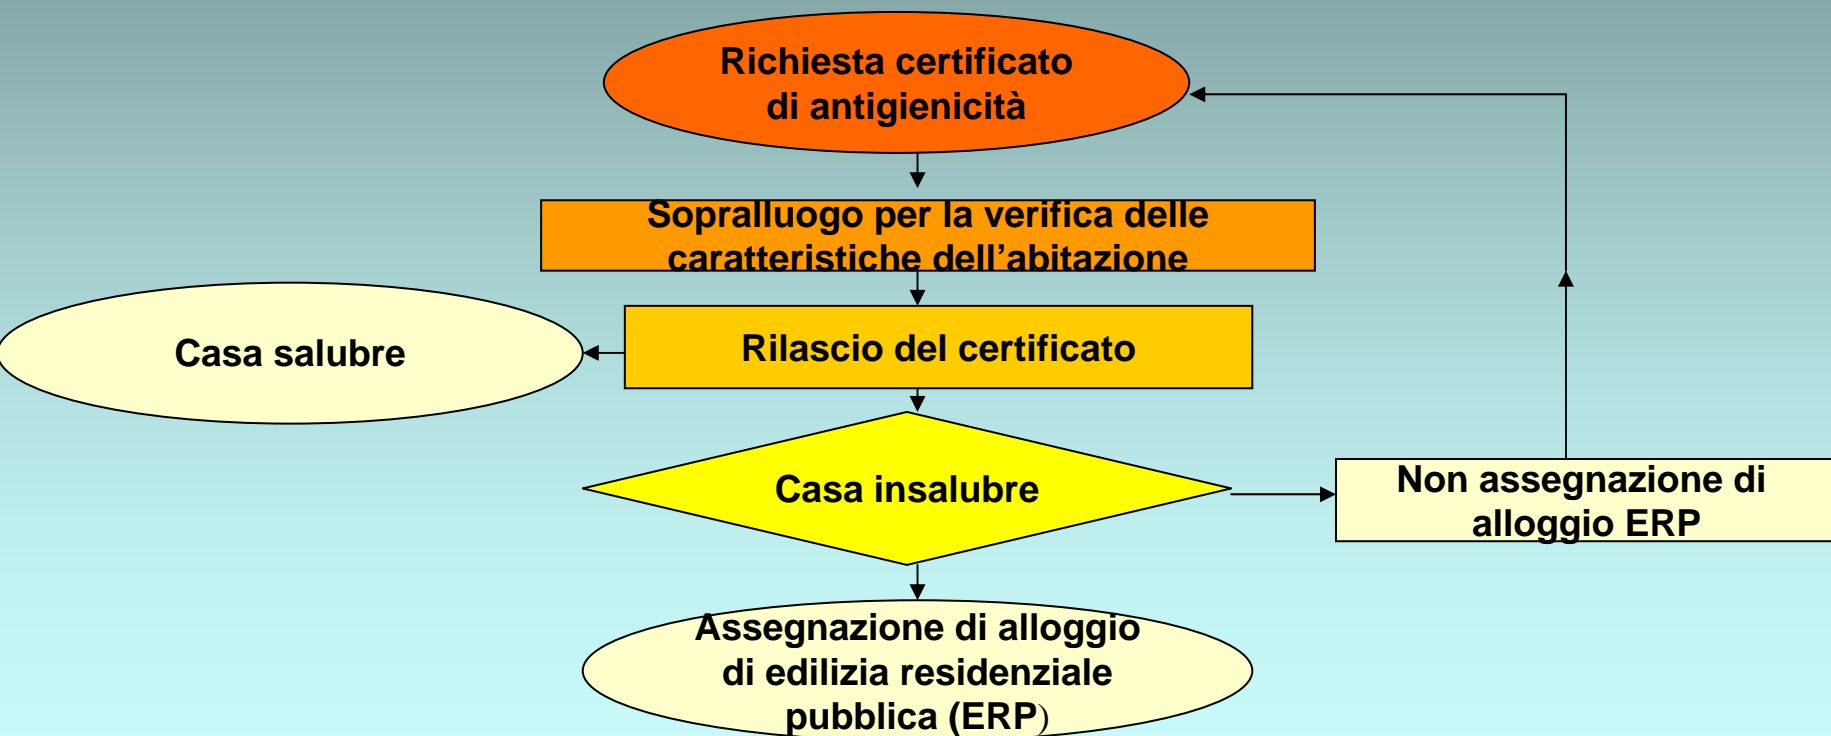 Richiesta certificato
di antigienicità
Sopralluogo per la verifica delle
caratteristiche dell’abitazione
Casa salubre
Rilascio del certificato
Casa insalubre
Non assegnazione di
alloggio ERP
Assegnazione di alloggio
di edilizia residenziale
pubblica (ERP)